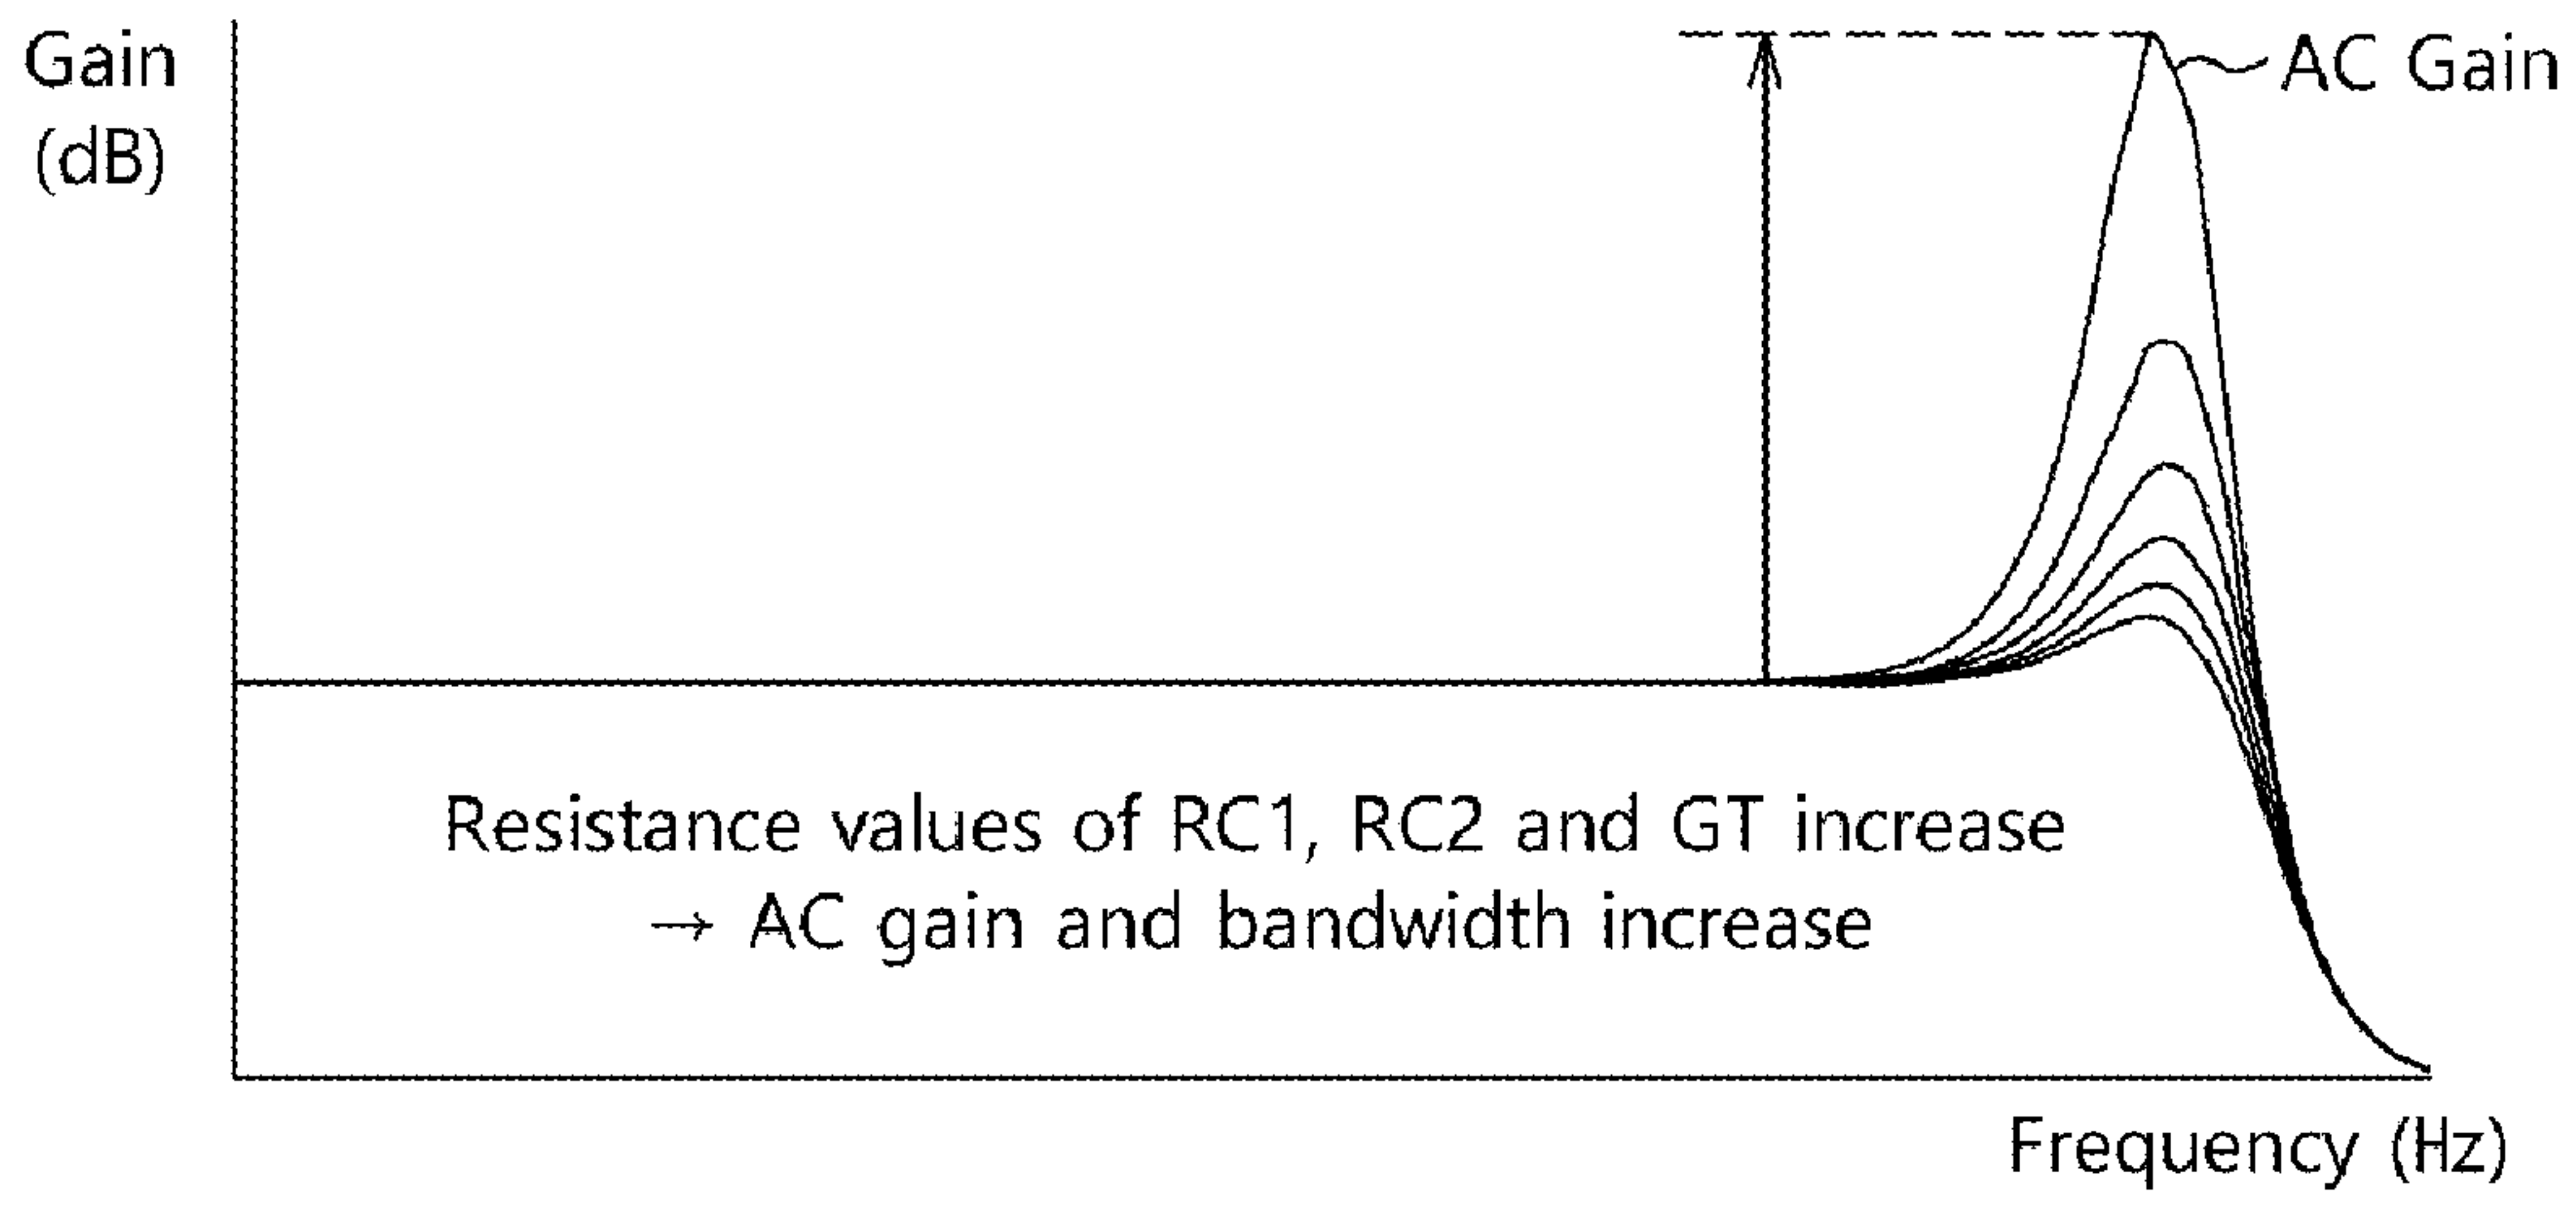 Gain
(dB)
AC Gain
Resistance values of RC1, RC2 and GT increase
→ AC gain and bandwidth increase
Frequency (Hz)